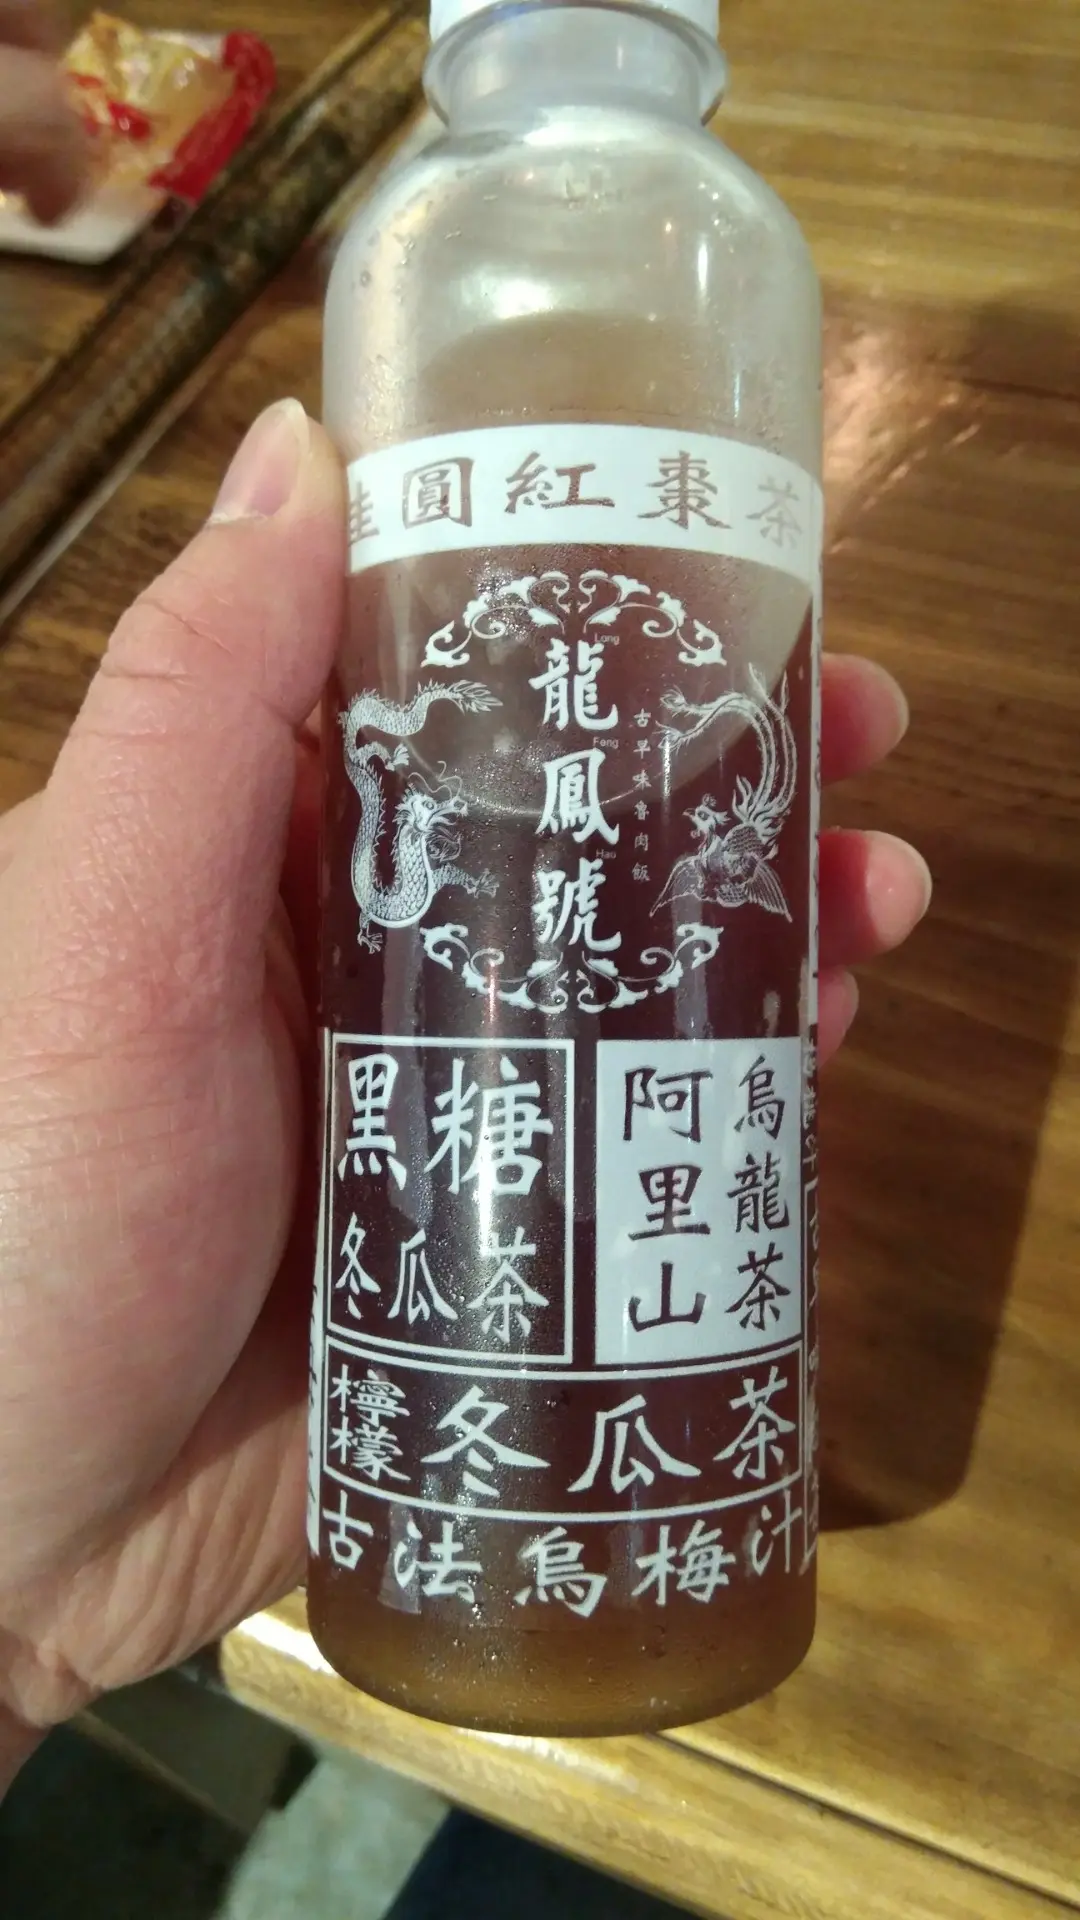 桂圓紅棗茶
龍鳳號
Long
Feng
Hao
古早味魯肉飯
黑糖
冬瓜茶
阿里山
烏龍茶
檸檬冬瓜茶
古法烏梅汁